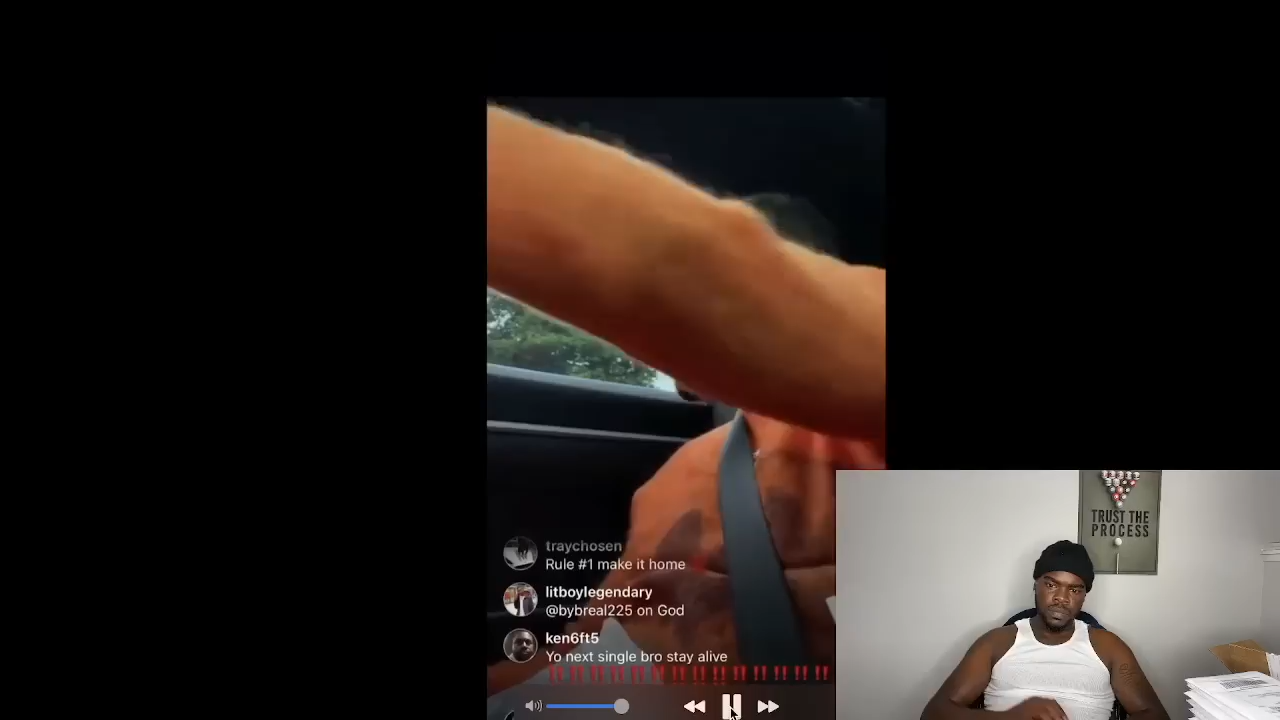 TRUST THE
PROCESS
traychosen
Rule #1 make it home
litboylegendary
@bybreal225 on God
ken6ft5
Yo next single bro stay alive
‼️‼️‼️‼️‼️‼️‼️‼️‼️‼️‼️‼️‼️‼️‼️